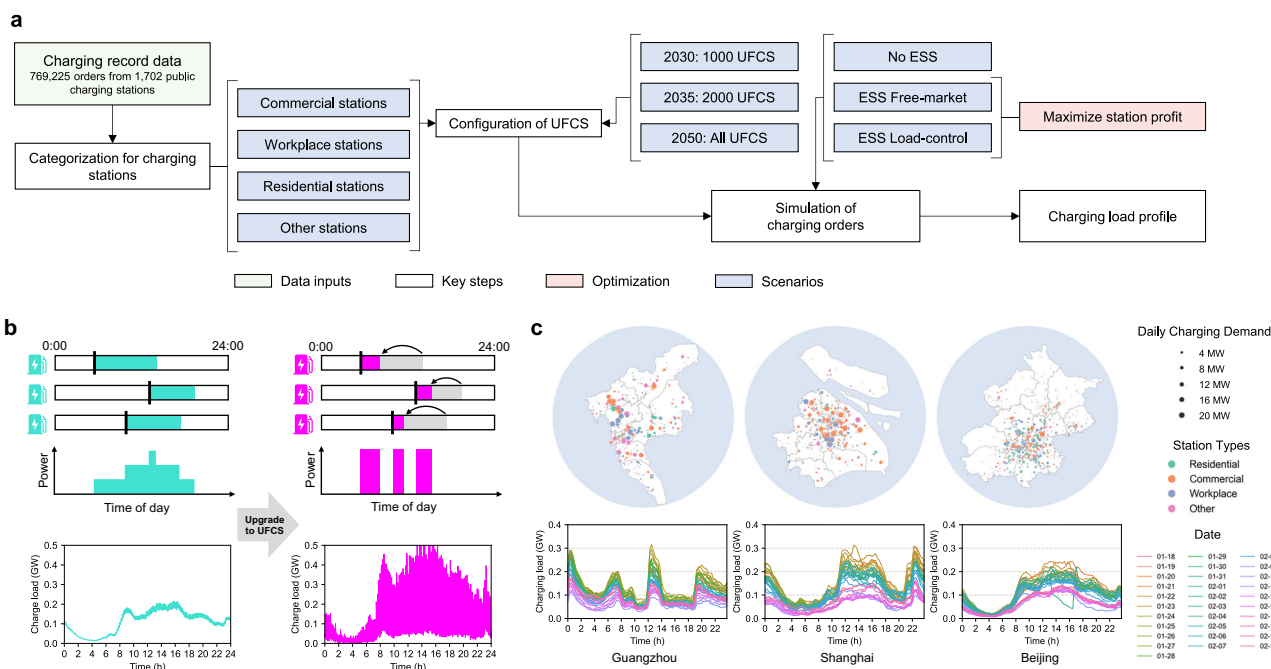 a
Charging record data
769,225 orders from 1,702 public
charging stations
Categorization for charging
stations
Commercial stations
Workplace stations
Residential stations
Other stations
Configuration of UFCS
2030: 1000 UFCS
2035: 2000 UFCS
2050: All UFCS
No ESS
ESS Free-market
ESS Load-control
Maximize station profit
Simulation of
charging orders
Charging load profile
Data inputs
Key steps
Optimization
Scenarios
b
0:00
24:00
Power
Time of day
Charge load (GW)
0.5
0.4
0.3
0.2
0.1
0.0
0 2 4 6 8 10 12 14 16 18 20 22 24
Time (h)
Upgrade
to UFCS
0:00
24:00
Power
Time of day
Charge load (GW)
0.5
0.4
0.3
0.2
0.1
0.0
0 2 4 6 8 10 12 14 16 18 20 22 24
Time (h)
c
Charging load (GW)
0.4
0.3
0.2
0.1
0.0
0 2 4 6 8 10 12 14 16 18 20 22
Time (h)
Guangzhou
Charging load (GW)
0.4
0.3
0.2
0.1
0.0
0 2 4 6 8 10 12 14 16 18 20 22
Time (h)
Shanghai
Charging load (GW)
0.4
0.3
0.2
0.1
0.0
0 2 4 6 8 10 12 14 16 18 20 22
Time (h)
Beijing
Daily Charging Demand
4 MW
8 MW
12 MW
16 MW
20 MW
Station Types
Residential
Commercial
Workplace
Other
Date
01-18
01-19
01-20
01-21
01-22
01-23
01-24
01-25
01-26
01-27
01-28
01-29
01-30
01-31
02-01
02-02
02-03
02-04
02-05
02-06
02-07